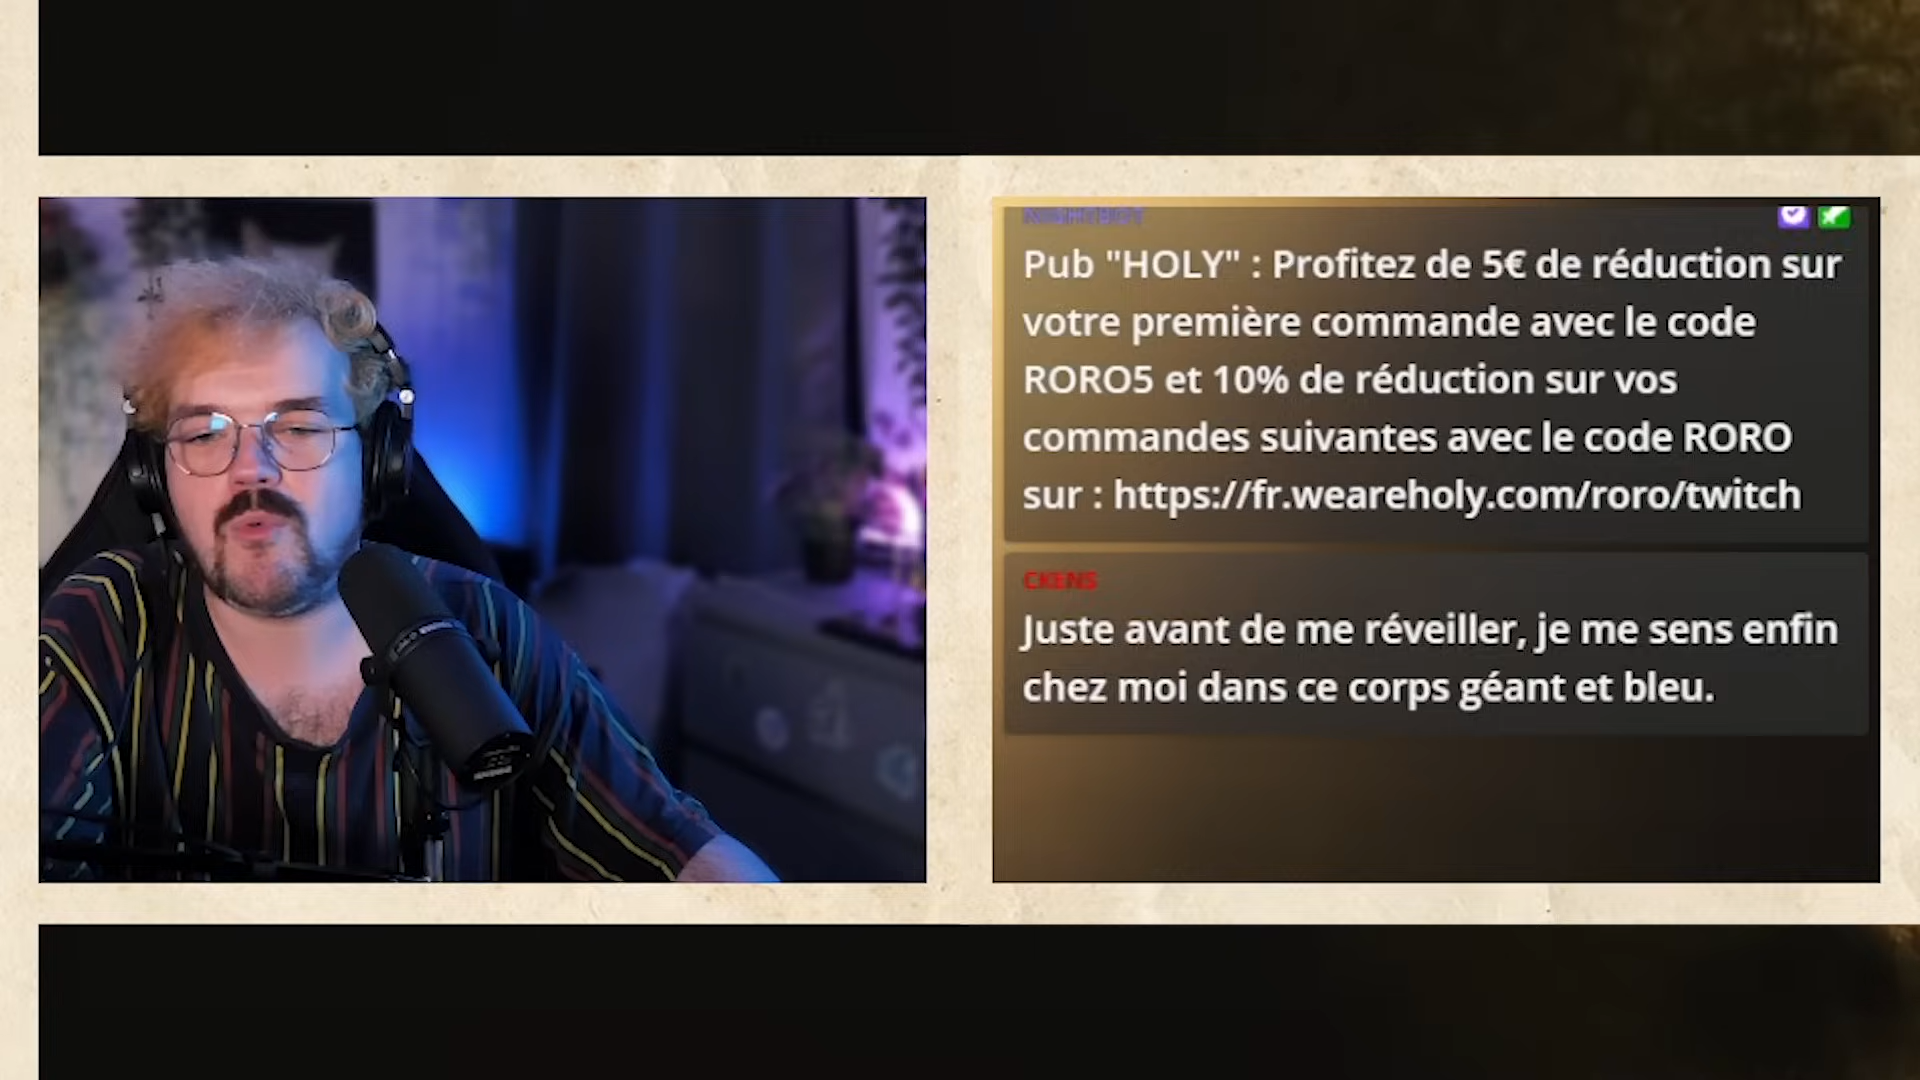 Pub "HOLY" : Profitez de 5€ de réduction sur
votre première commande avec le code
RORO5 et 10% de réduction sur vos
commandes suivantes avec le code RORO
sur : https://fr.weareholy.com/roro/twitch
CKENS
Juste avant de me réveiller, je me sens enfin
chez moi dans ce corps géant et bleu.